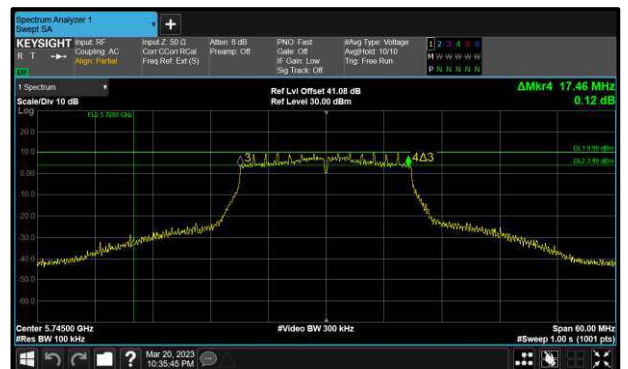 Spectrum Analyzer 1
Swept SA
+
KEYSIGHT
R T
Input: RF
Coupling: AC
Align: Partial
Input Z: 50 Ω
Corr CCorr RCal
Freq Ref: Ext (S)
Atten: 6 dB
Preamp: Off
PNO: Fast
Gate: Off
IF Gain: Low
Sig Track: Off
#Avg Type: Voltage
Avg|Hold: 10/10
Trig: Free Run
1 2 3 4 5 6
M W W W W W
P N N N N N
1 Spectrum
Scale/Div 10 dB
Ref Lvl Offset 41.08 dB
Ref Level 30.00 dBm
ΔMkr4 17.46 MHz
0.12 dB
Log
20.0
0.00
-10.0
-20.0
-30.0
-40.0
-50.0
-60.0
3
4Δ3
Center 5.74500 GHz
#Res BW 100 kHz
#Video BW 300 kHz
Span 60.00 MHz
#Sweep 1.00 s (1001 pts)
?
Mar 20, 2023
10:35:45 PM